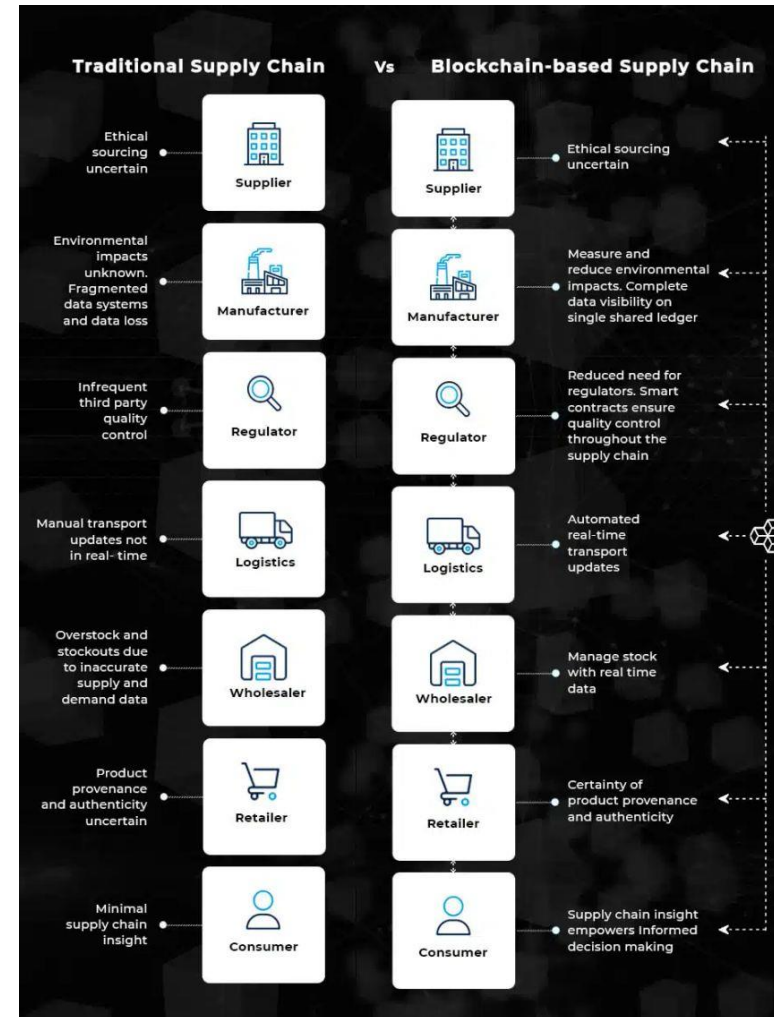 Traditional Supply Chain Vs Blockchain-based Supply Chain
Ethical
sourcing
uncertain
Supplier
Supplier
Ethical sourcing
uncertain
Environmental
impacts
unknown.
Fragmented
data systems
and data loss
Manufacturer
Manufacturer
Measure and
reduce environmental
impacts. Complete
data visibility on
single shared ledger
Infrequent
third party
quality
control
Regulator
Regulator
Reduced need for
regulators. Smart
contracts ensure
quality control
throughout the
supply chain
Manual transport
updates not
in real- time
Logistics
Logistics
Automated
real-time
transport
updates
Overstock and
stockouts due
to inaccurate
supply and
demand data
Wholesaler
Wholesaler
Manage stock
with real time
data
Product
provenance
and authenticity
uncertain
Retailer
Retailer
Certainty of
product provenance
and authenticity
Minimal
supply chain
insight
Consumer
Consumer
Supply chain insight
empowers Informed
decision making